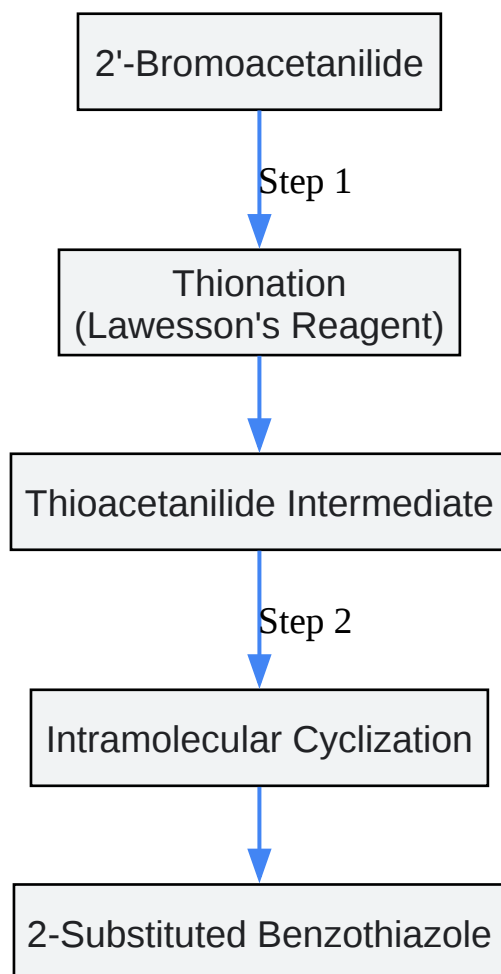 2'-Bromoacetanilide
Step 1
Thionation
(Lawesson's Reagent)
Thioacetanilide Intermediate
Step 2
Intramolecular Cyclization
2-Substituted Benzothiazole